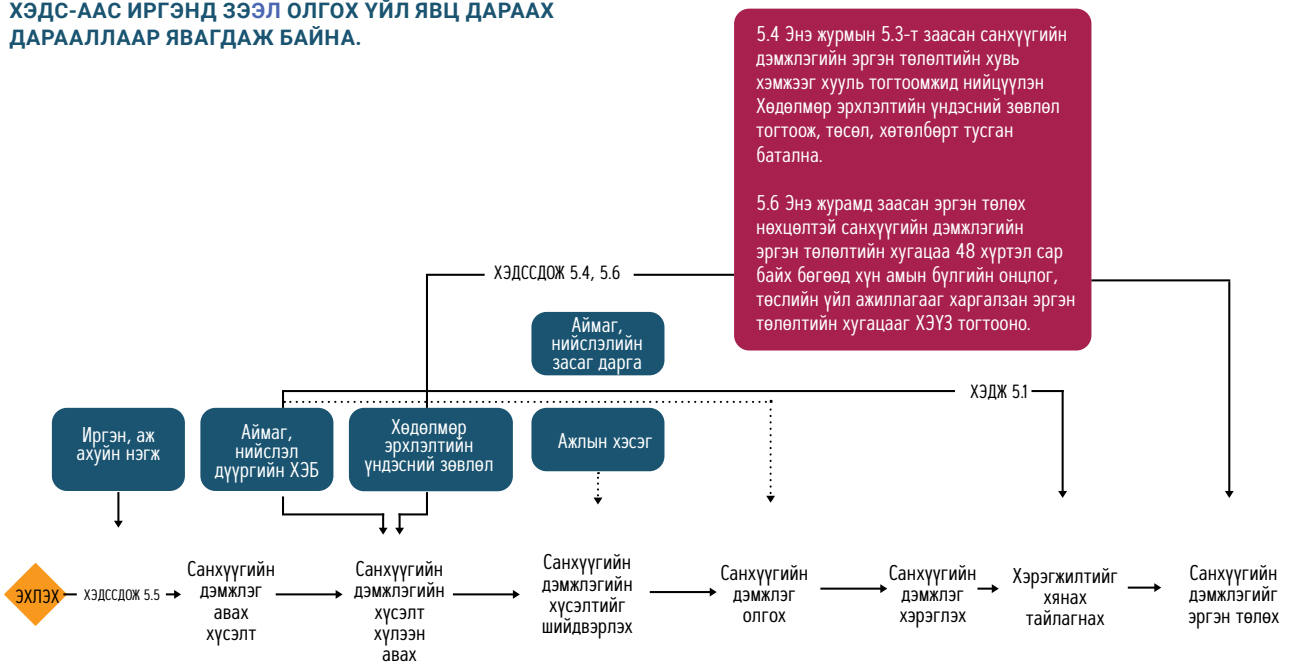 ХЭДС-ААС ИРГЭНД ЗЭЭЛ ОЛГОХ ҮЙЛ ЯВЦ ДАРААХ
ДАРААЛЛААР ЯВАГДАЖ БАЙНА.
5.4 Энэ журмын 5.3-т заасан санхүүгийн
дэмжлэгийн эргэн төлөлтийн хувь
хэмжээг хууль тогтоомжид нийцүүлэн
Хөдөлмөр эрхлэлтийн үндэсний зөвлөл
тогтоож, төсөл, хөтөлбөрт тусган
батална.
5.6 Энэ журамд заасан эргэн төлөх
нөхцөлтэй санхүүгийн дэмжлэгийн
эргэн төлөлтийн хугацаа 48 хүртэл сар
байх бөгөөд хүн амын бүлгийн онцлог,
төслийн үйл ажиллагааг харгалзан эргэн
төлөлтийн хугацааг ХЭҮЗ тогтооно.
ХЭДССДОЖ 5.4, 5.6
Аймаг,
нийслэлийн
засаг дарга
ХЭДЖ 5.1
Иргэн, аж
ахуйн нэгж
Аймаг,
нийслэл
дүүргийн ХЭБ
Хөдөлмөр
эрхлэлтийн
үндэсний зөвлөл
Ажлын хэсэг
ЭХЛЭХ
ХЭДССДОЖ 5.5
Санхүүгийн
дэмжлэг
авах
хүсэлт
Санхүүгийн
дэмжлэгийн
хүсэлт
хүлээн
авах
Санхүүгийн
дэмжлэгийн
хүсэлтийг
шийдвэрлэх
Санхүүгийн
дэмжлэг
олгох
Санхүүгийн
дэмжлэг
хэрэглэх
Хэрэгжилтийг
хянах
тайлагнах
Санхүүгийн
дэмжлэгийг
эргэн төлөх